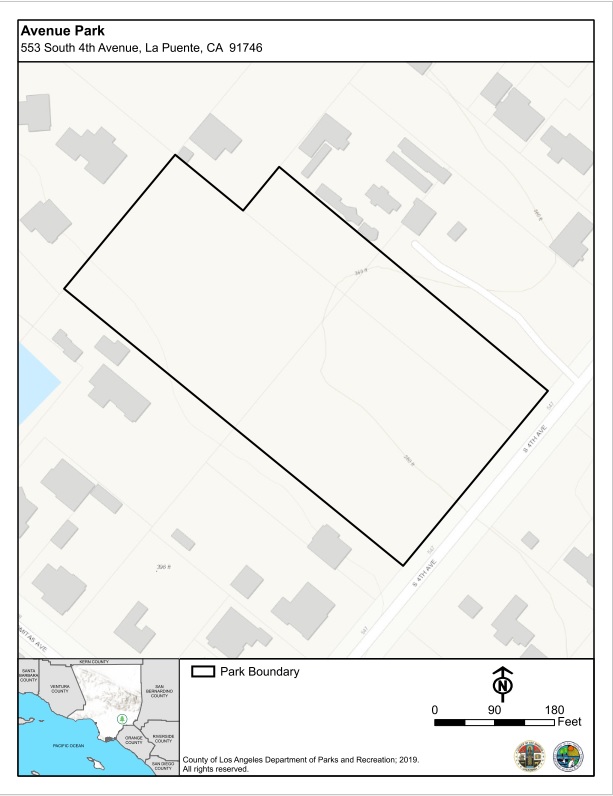 Avenue Park
553 South 4th Avenue, La Puente, CA 91746
S 4TH AVE
S 4TH AVE
KERN COUNTY
SANTA
BARBARA
COUNTY
VENTURA
COUNTY
SAN
BERNARDINO
COUNTY
ORANGE
COUNTY
RIVERSIDE
COUNTY
PACIFIC OCEAN
SAN DIEGO
COUNTY
Park Boundary
N
0 90 180
Feet
County of Los Angeles Department of Parks and Recreation; 2019.
All rights reserved.